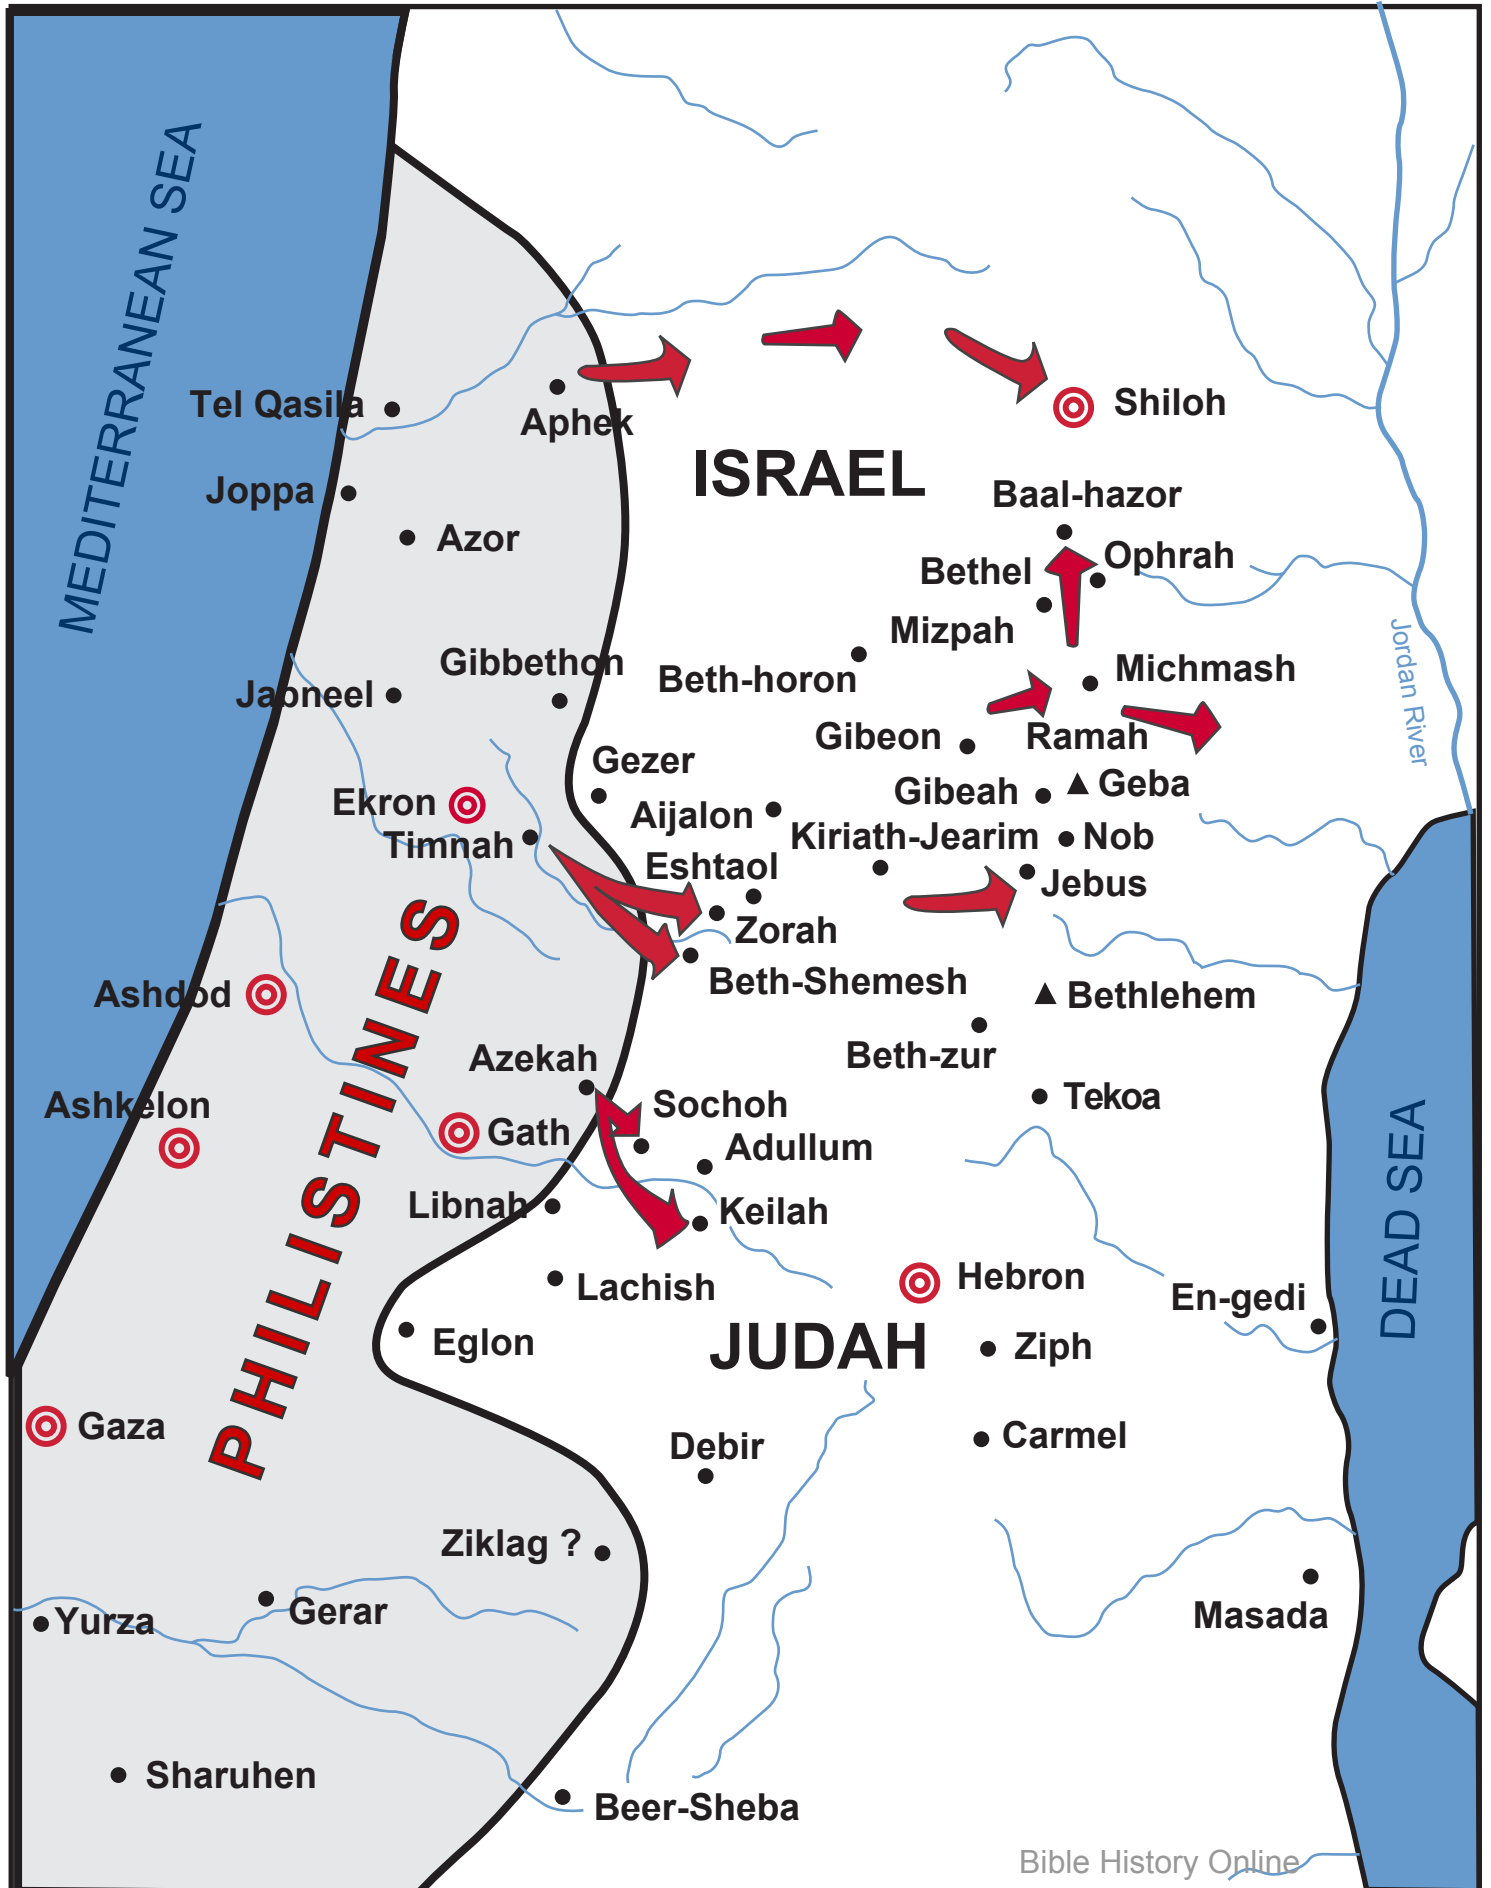 MEDITERRANEAN SEA
Tel Qasila
Aphek
Shiloh
ISRAEL
Joppa
Azor
Baal-hazor
Ophrah
Bethel
Mizpah
Jordan River
Gibbethon
Beth-horon
Michmash
Jabneel
Gibeon
Ramah
Gezer
Gibeah
Geba
Ekron
Aijalon
Kiriath-Jearim
Nob
Timnah
Eshtaol
Jebus
Zorah
Beth-Shemesh
Ashdod
Bethlehem
PHILISTINES
Azekah
Beth-zur
Ashkelon
Sochoh
Tekoa
Gath
Adullum
DEAD SEA
Libnah
Keilah
Lachish
Hebron
En-gedi
Eglon
JUDAH
Ziph
Gaza
Debir
Carmel
Ziklag ?
Yurza
Gerar
Masada
Sharuhen
Beer-Sheba
Bible History Online